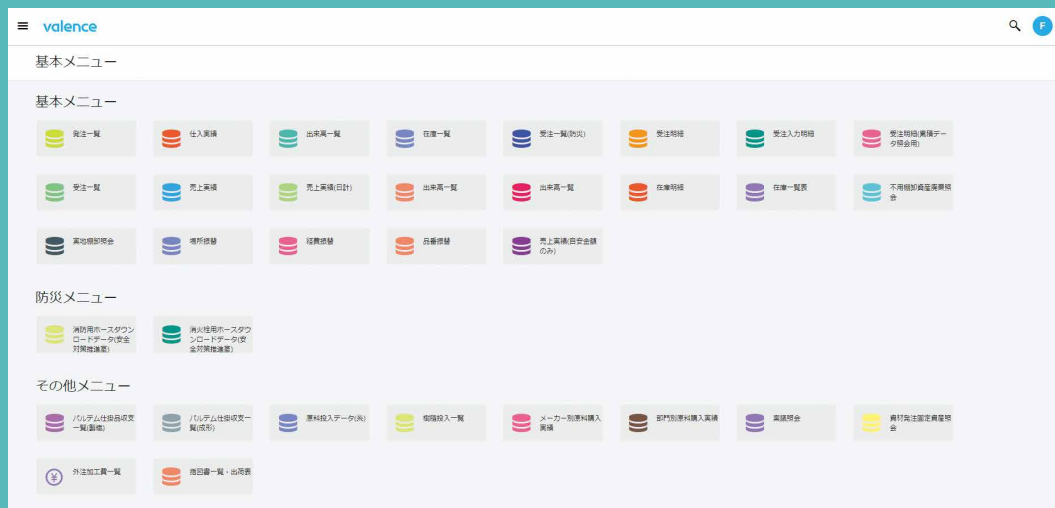 valence
F
基本メニュー
基本メニュー
発注一覧
仕入実績
出来高一覧
在庫一覧
受注一覧(防災)
受注明細
受注入力明細
受注明細(累積デー
タ照会用)
受注一覧
売上実績
売上実績(日計)
出来高一覧
出来高一覧
在庫明細
在庫一覧表
不用棚卸資産廃棄照
会
実地棚卸照会
場所振替
経費振替
品番振替
売上実績(目安金額
のみ)
防災メニュー
消防用ホースダウン
ロードデータ(安全
対策推進室)
消火栓用ホースダウ
ンロードデータ(安
全対策推進室)
その他メニュー
パルテム仕掛品収支
一覧(製織)
パルテム仕掛収支一
覧(成形)
原料投入データ(糸)
樹脂投入一覧
メーカー別原料購入
実績
部門別原料購入実績
稟議照会
資材発注固定資産照
会
外注加工費一覧
指図書一覧・出荷表